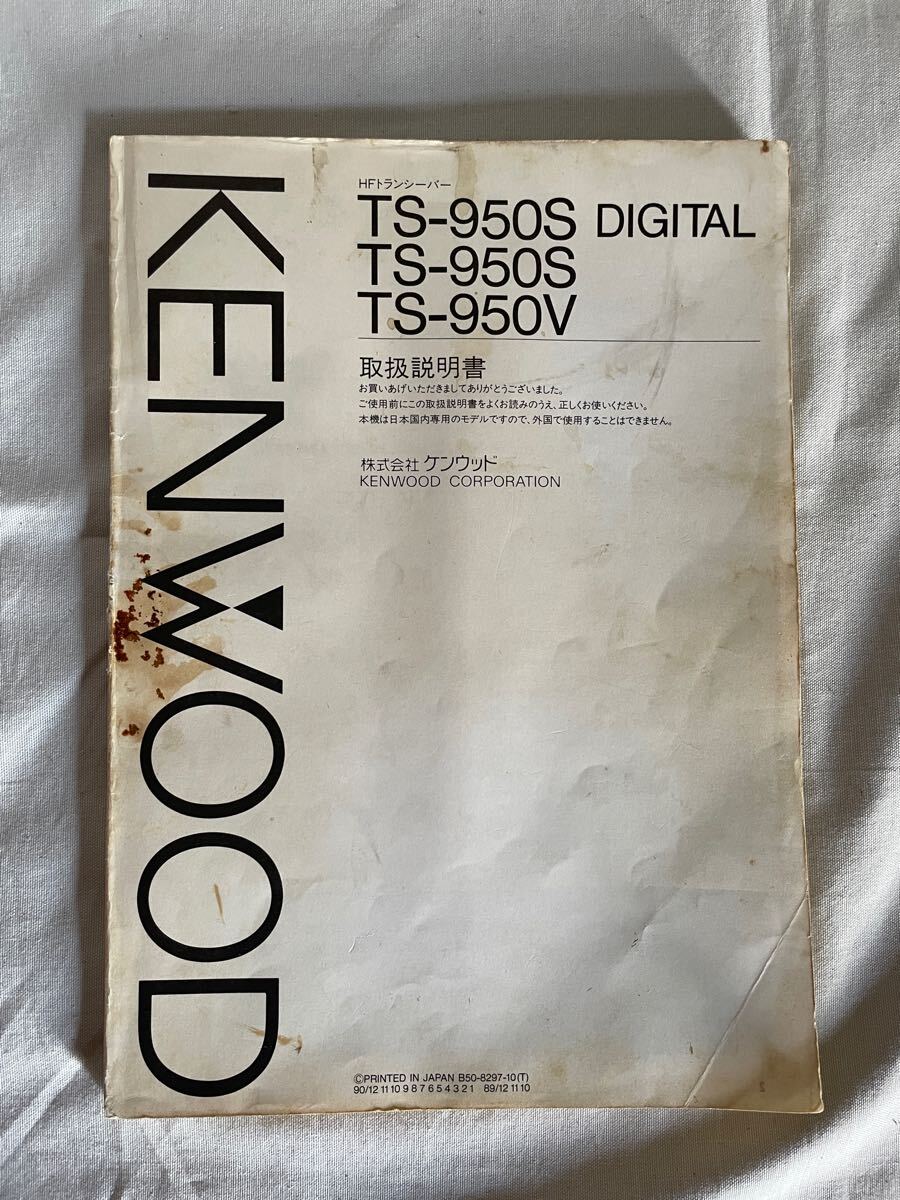 KENWOOD
HFトランシーバー
TS-950S DIGITAL
TS-950S
TS-950V
取扱説明書
お買いあげいただきましてありがとうございました。
ご使用前にこの取扱説明書をよくお読みのうえ、正しくお使いください。
本機は日本国内専用のモデルですので、外国で使用することはできません。
株式会社 ケンウッド
KENWOOD CORPORATION
©PRINTED IN JAPAN B50-8297-10(T)
90/12 11 10 9 8 7 6 5 4 3 2 1 89/12 11 10